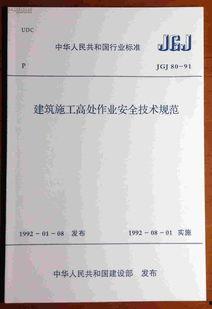 UDC
中华人民共和国行业标准
JGJ
P
JGJ 80-91
建筑施工高处作业安全技术规范
1992-01-08 发布
1992-08-01 实施
中华人民共和国建设部 发布